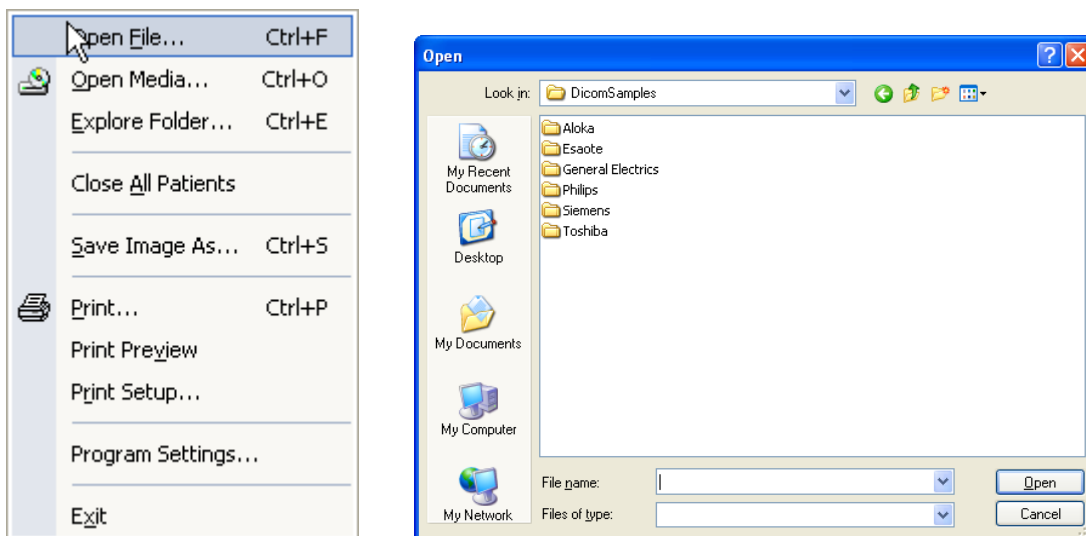 Open File... Ctrl+F
Open Media... Ctrl+O
Explore Folder... Ctrl+E
Close All Patients
Save Image As... Ctrl+S
Print... Ctrl+P
Print Preview
Print Setup...
Program Settings...
Exit
Open
Look in: DicomSamples
My Recent
Documents
Desktop
My Documents
My Computer
My Network
Aloka
Esaote
General Electrics
Philips
Siemens
Toshiba
File name:
Open
Files of type:
Cancel